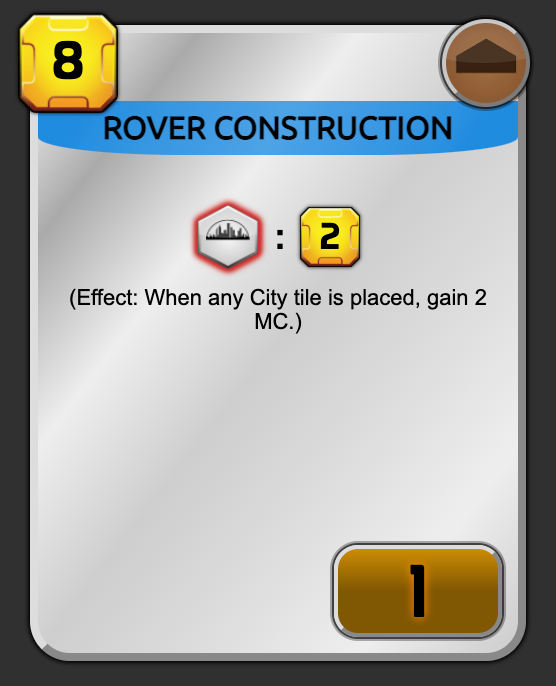 8
ROVER CONSTRUCTION
: 2
(Effect: When any City tile is placed, gain 2
MC.)
1